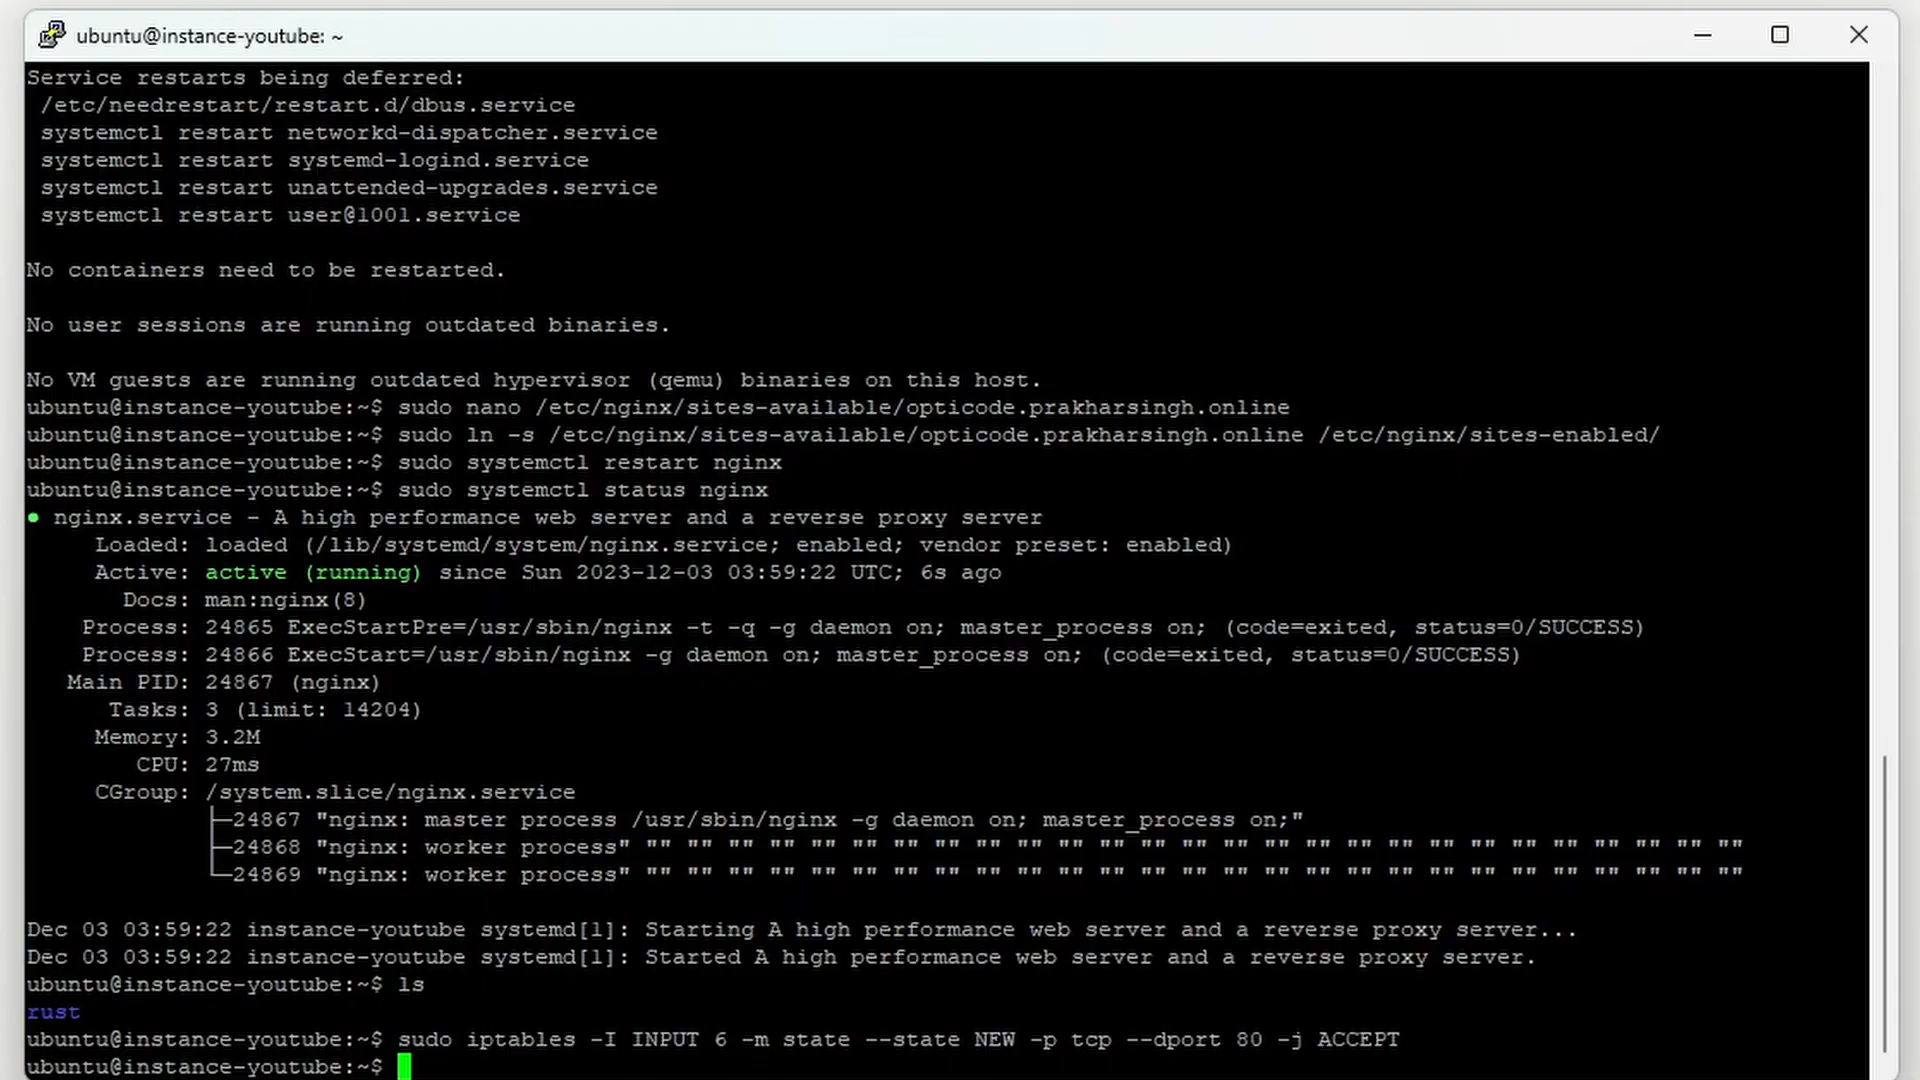 ubuntu@instance-youtube: ~
Service restarts being deferred:
/etc/needrestart/restart.d/dbus.service
systemctl restart networkd-dispatcher.service
systemctl restart systemd-logind.service
systemctl restart unattended-upgrades.service
systemctl restart user@1001.service
No containers need to be restarted.
No user sessions are running outdated binaries.
No VM guests are running outdated hypervisor (qemu) binaries on this host.
ubuntu@instance-youtube:~$ sudo nano /etc/nginx/sites-available/opticode.prakharsingh.online
ubuntu@instance-youtube:~$ sudo ln -s /etc/nginx/sites-available/opticode.prakharsingh.online /etc/nginx/sites-enabled/
ubuntu@instance-youtube:~$ sudo systemctl restart nginx
ubuntu@instance-youtube:~$ sudo systemctl status nginx
● nginx.service - A high performance web server and a reverse proxy server
Loaded: loaded (/lib/systemd/system/nginx.service; enabled; vendor preset: enabled)
Active: active (running) since Sun 2023-12-03 03:59:22 UTC; 6s ago
Docs: man:nginx(8)
Process: 24865 ExecStartPre=/usr/sbin/nginx -t -q -g daemon on; master_process on; (code=exited, status=0/SUCCESS)
Process: 24866 ExecStart=/usr/sbin/nginx -g daemon on; master_process on; (code=exited, status=0/SUCCESS)
Main PID: 24867 (nginx)
Tasks: 3 (limit: 14204)
Memory: 3.2M
CPU: 27ms
CGroup: /system.slice/nginx.service
├─24867 "nginx: master process /usr/sbin/nginx -g daemon on; master_process on;"
├─24868 "nginx: worker process" "" "" "" "" "" "" "" "" "" "" "" "" "" "" "" "" "" "" "" "" "" "" "" "" "" "" ""
└─24869 "nginx: worker process" "" "" "" "" "" "" "" "" "" "" "" "" "" "" "" "" "" "" "" "" "" "" "" "" "" "" ""
Dec 03 03:59:22 instance-youtube systemd[1]: Starting A high performance web server and a reverse proxy server...
Dec 03 03:59:22 instance-youtube systemd[1]: Started A high performance web server and a reverse proxy server.
ubuntu@instance-youtube:~$ ls
rust
ubuntu@instance-youtube:~$ sudo iptables -I INPUT 6 -m state --state NEW -p tcp --dport 80 -j ACCEPT
ubuntu@instance-youtube:~$